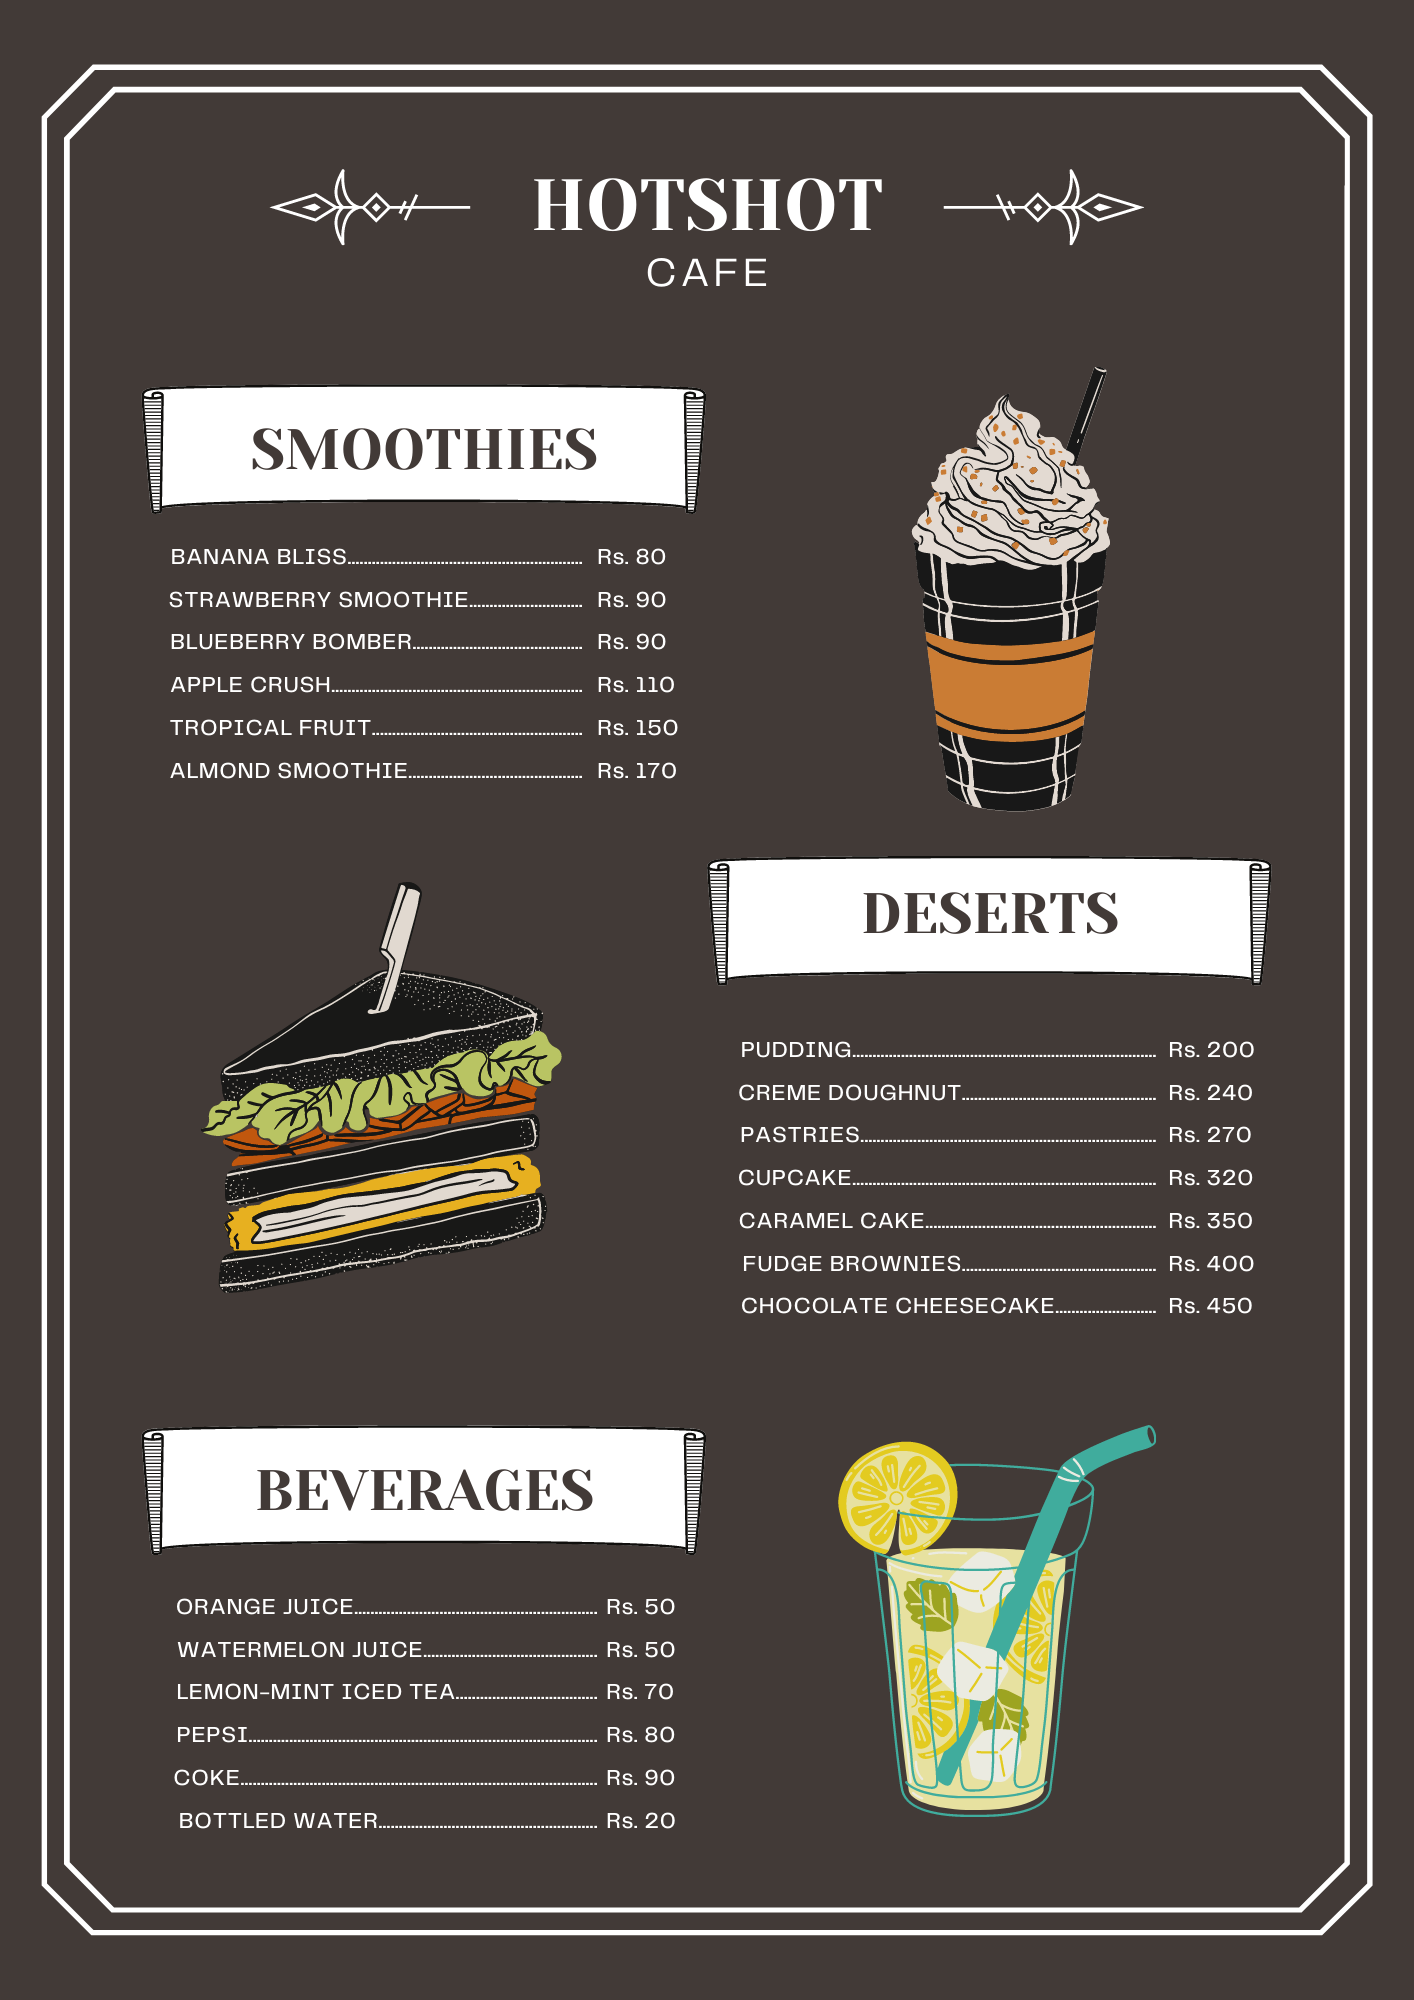 HOTSHOT
CAFE
SMOOTHIES
BANANA BLISS........ Rs. 80
STRAWBERRY SMOOTHIE........ Rs. 90
BLUEBERRY BOMBER........ Rs. 90
APPLE CRUSH........ Rs. 110
TROPICAL FRUIT........ Rs. 150
ALMOND SMOOTHIE........ Rs. 170
DESERTS
PUDDING........ Rs. 200
CREME DOUGHNUT........ Rs. 240
PASTRIES........ Rs. 270
CUPCAKE........ Rs. 320
CARAMEL CAKE........ Rs. 350
FUDGE BROWNIES........ Rs. 400
CHOCOLATE CHEESECAKE........ Rs. 450
BEVERAGES
ORANGE JUICE........ Rs. 50
WATERMELON JUICE........ Rs. 50
LEMON-MINT ICED TEA........ Rs. 70
PEPSI........ Rs. 80
COKE........ Rs. 90
BOTTLED WATER........ Rs. 20